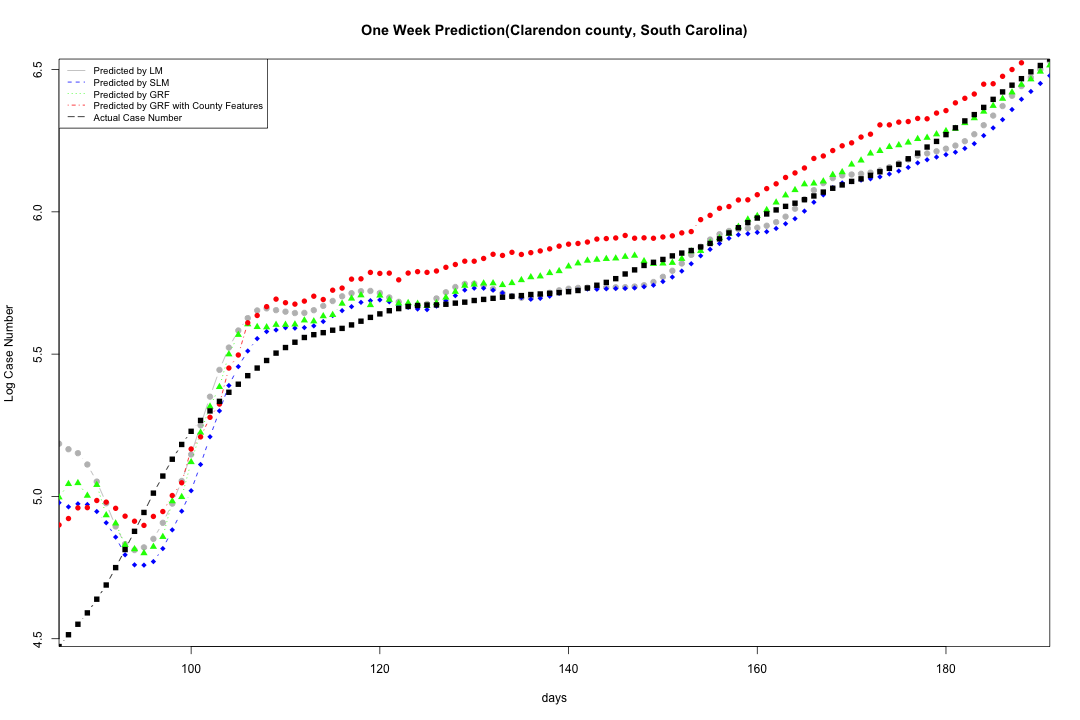 One Week Prediction(Clarendon county, South Carolina)
Predicted by LM
Predicted by SLM
Predicted by GRF
Predicted by GRF with County Features
Actual Case Number
6.5
6.0
5.5
5.0
4.5
Log Case Number
100 120 140 160 180
days